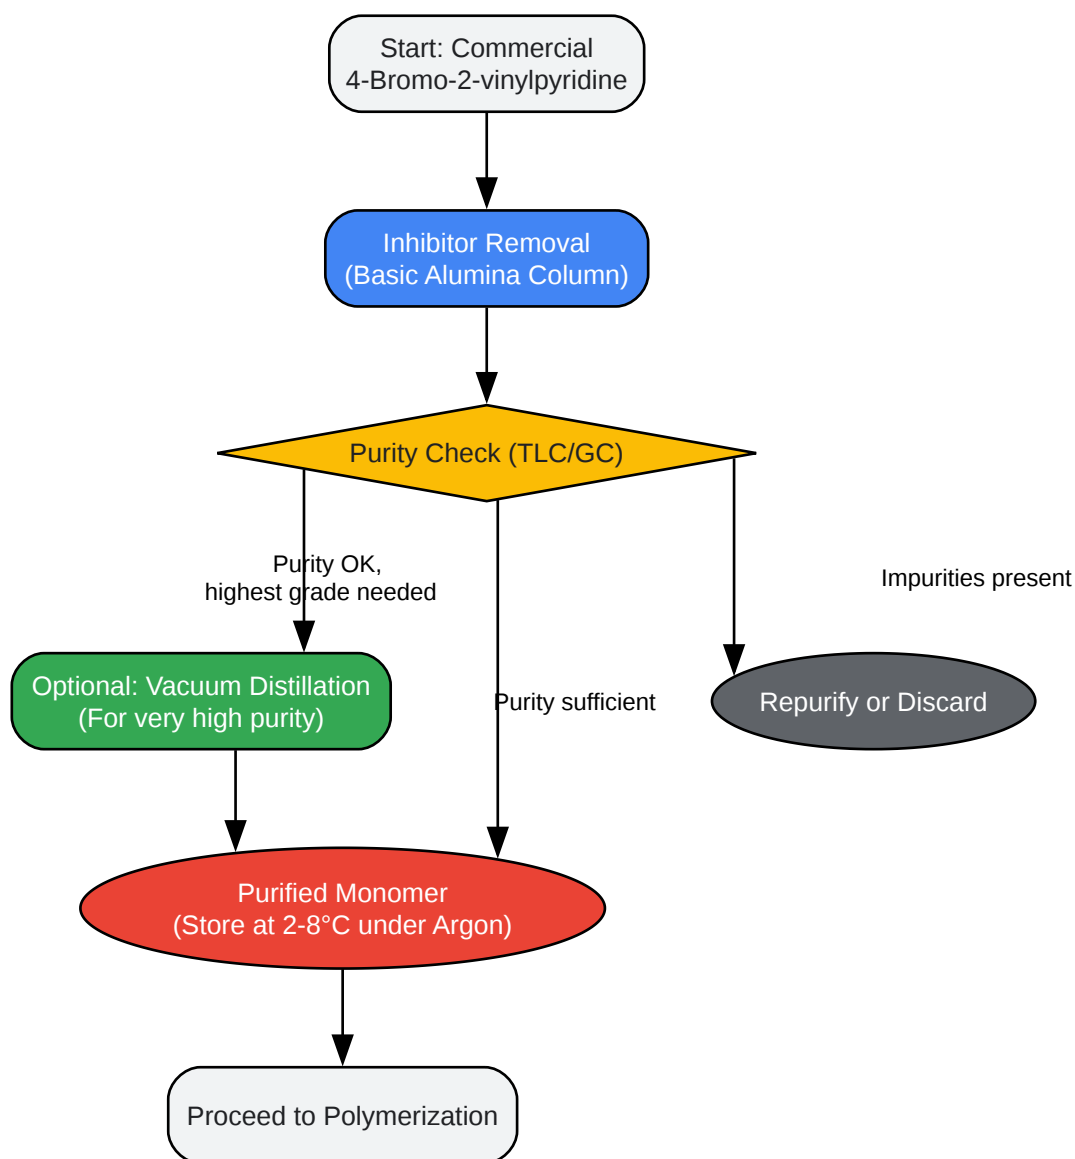 Start: Commercial
4-Bromo-2-vinylpyridine
Inhibitor Removal
(Basic Alumina Column)
Purity Check (TLC/GC)
Purity OK,
highest grade needed
Impurities present
Optional: Vacuum Distillation
(For very high purity)
Purity sufficient
Repurify or Discard
Purified Monomer
(Store at 2-8°C under Argon)
Proceed to Polymerization